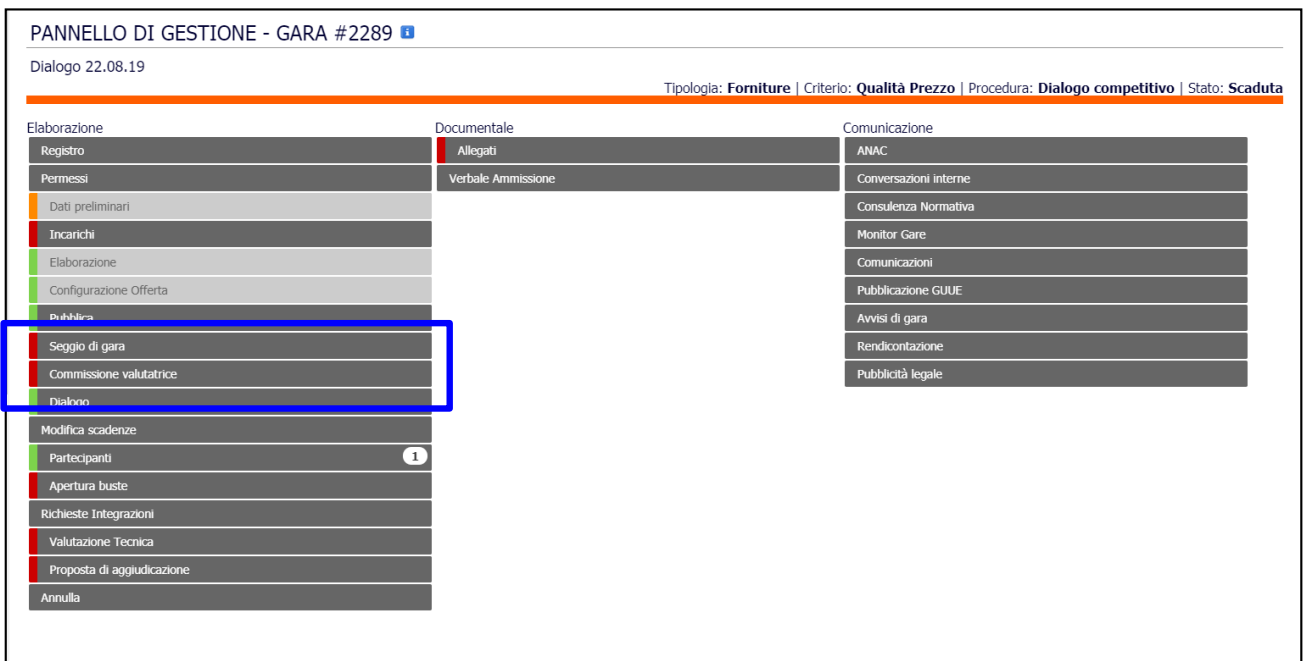 PANNELLO DI GESTIONE - GARA #2289 i
Dialogo 22.08.19
Tipologia: Forniture | Criterio: Qualità Prezzo | Procedura: Dialogo competitivo | Stato: Scaduta
Elaborazione
Registro
Permessi
Dati preliminari
Incarichi
Elaborazione
Configurazione Offerta
Pubblica
Seggio di gara
Commissione valutatrice
Dialogo
Modifica scadenze
Partecipanti 1
Apertura buste
Richieste Integrazioni
Valutazione Tecnica
Proposta di aggiudicazione
Annulla
Documentale
Allegati
Verbale Ammissione
Comunicazione
ANAC
Conversazioni interne
Consulenza Normativa
Monitor Gare
Comunicazioni
Pubblicazione GUUE
Avvisi di gara
Rendicontazione
Pubblicità legale